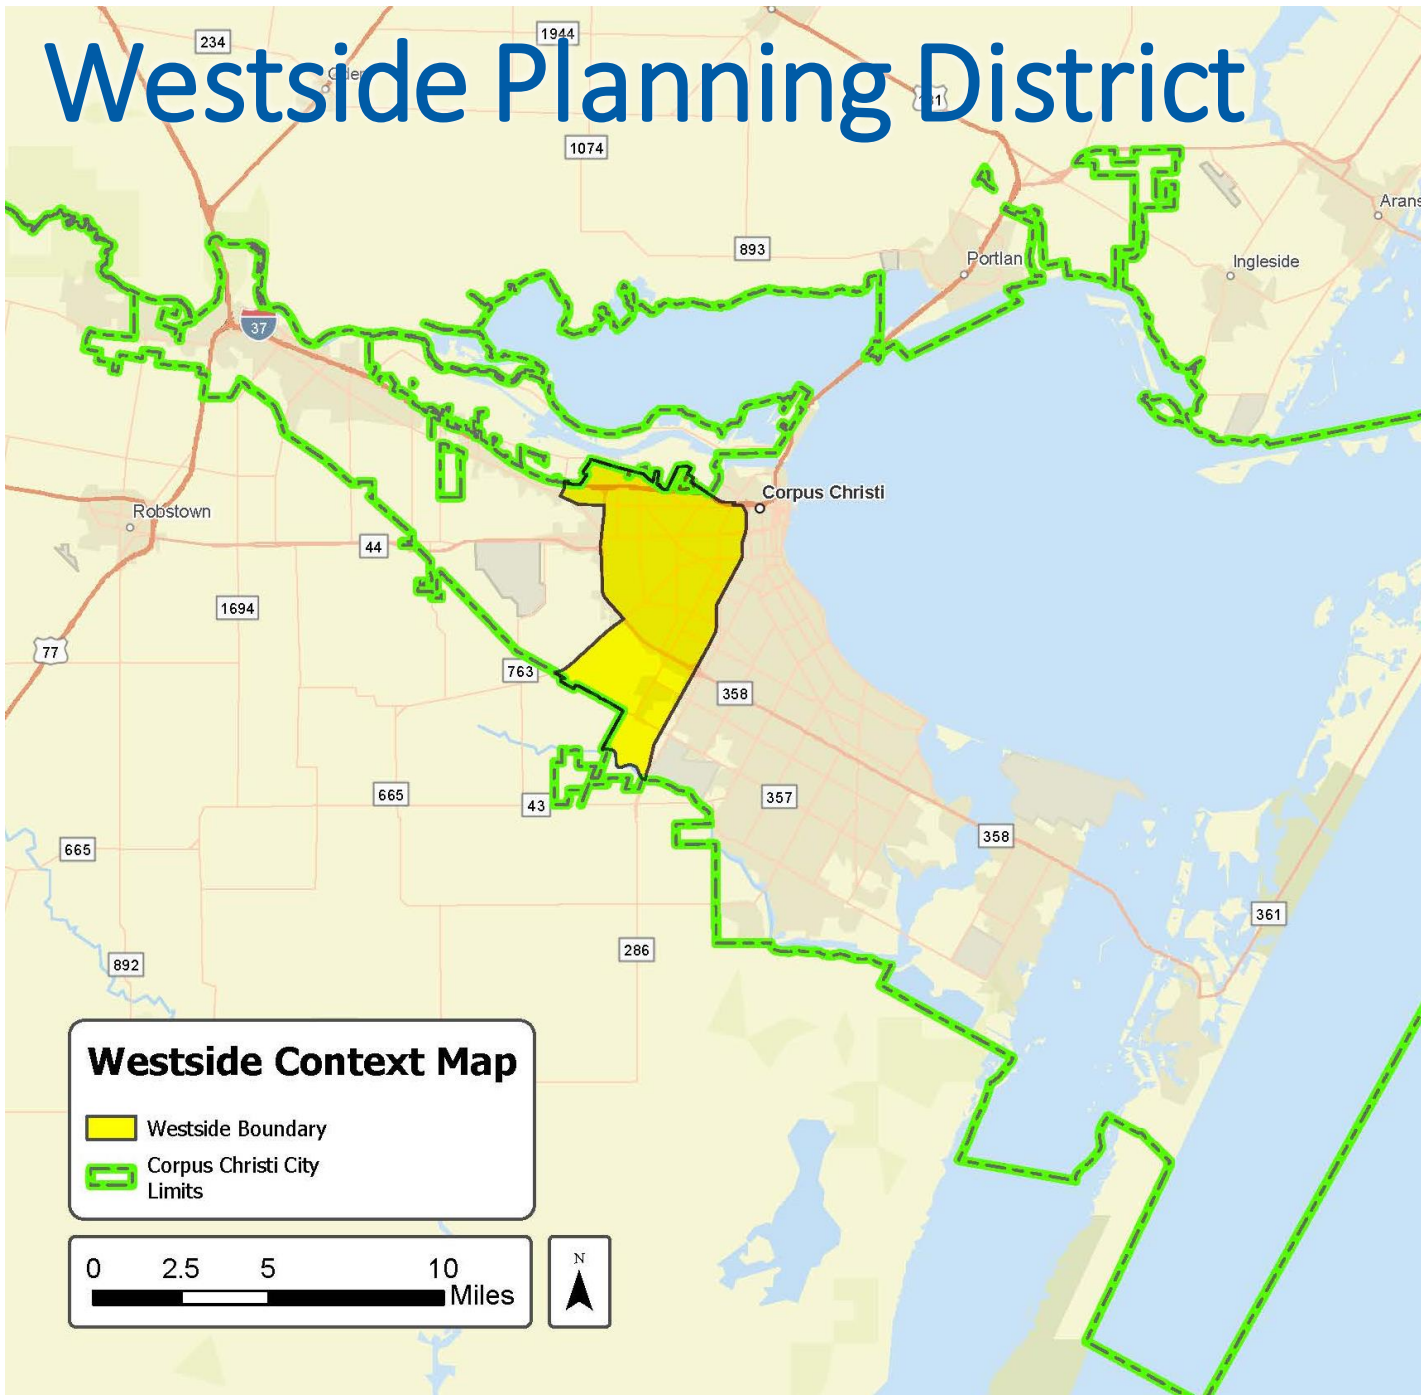 Westside Planning District
234
1944
Odem
181
1074
893
Portlan
Ingleside
Arans
37
Corpus Christi
Robstown
44
1694
77
763
358
665
43
357
358
665
361
286
892
Westside Context Map
Westside Boundary
Corpus Christi City
Limits
0 2.5 5 10
Miles
N